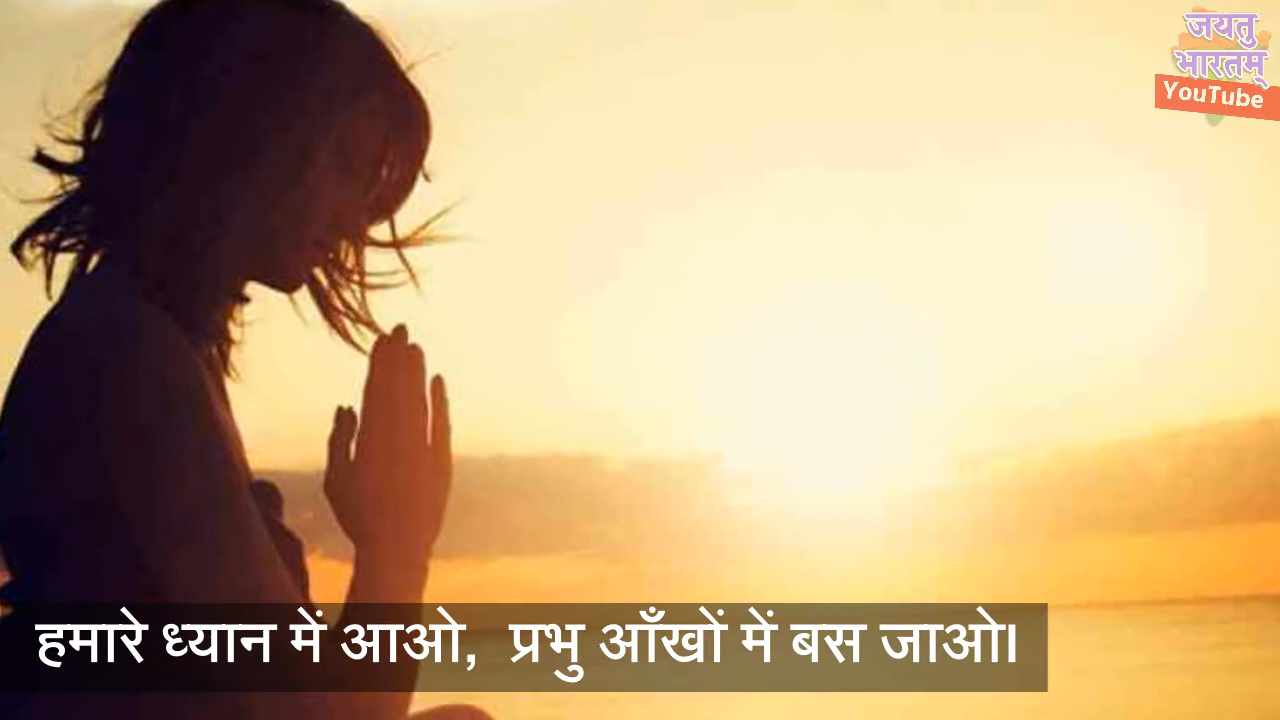 जयतु
भारतम्
YouTube
हमारे ध्यान में आओ, प्रभु आँखों में बस जाओ।